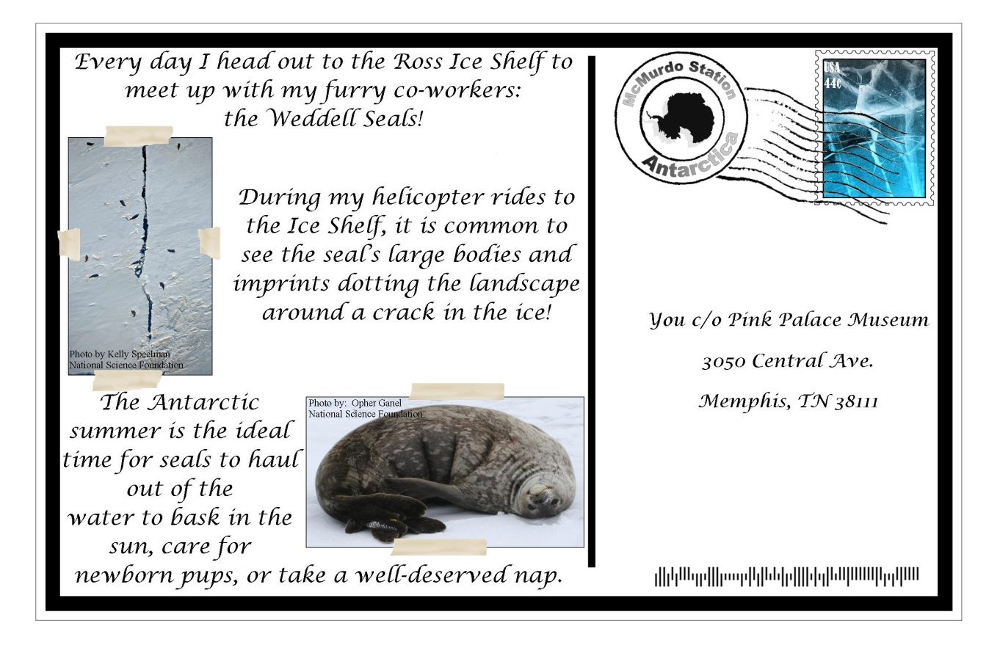 Every day I head out to the Ross Ice Shelf to
meet up with my furry co-workers:
the Weddell Seals!
During my helicopter rides to
the Ice Shelf, it is common to
see the seal's large bodies and
imprints dotting the landscape
around a crack in the ice!
Photo by Kelly Speelman
National Science Foundation
The Antarctic
summer is the ideal
time for seals to haul
out of the
water to bask in the
sun, care for
newborn pups, or take a well-deserved nap.
Photo by: Opher Ganel
National Science Foundation
McMurdo Station
Antarctica
USA
44¢
You c/o Pink Palace Museum
3050 Central Ave.
Memphis, TN 38111